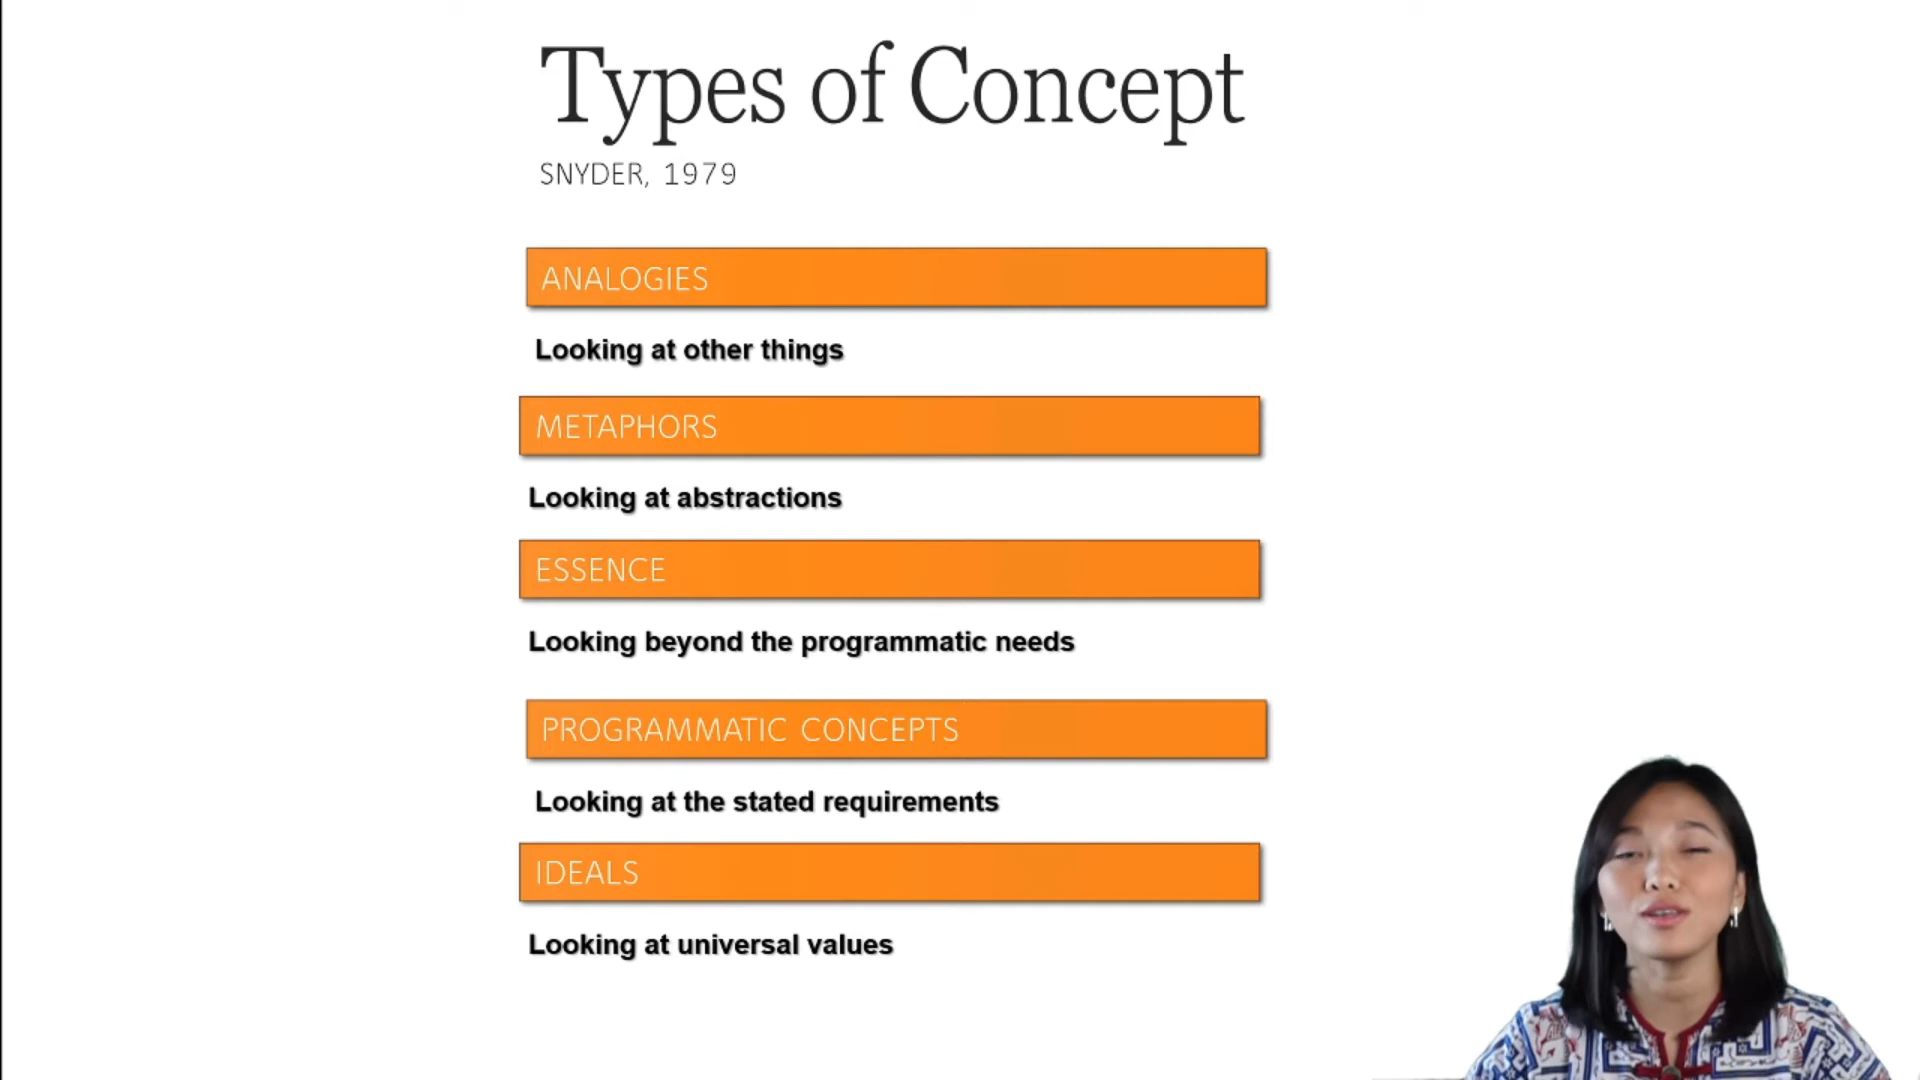 Types of Concept
SNYDER, 1979
ANALOGIES
Looking at other things
METAPHORS
Looking at abstractions
ESSENCE
Looking beyond the programmatic needs
PROGRAMMATIC CONCEPTS
Looking at the stated requirements
IDEALS
Looking at universal values